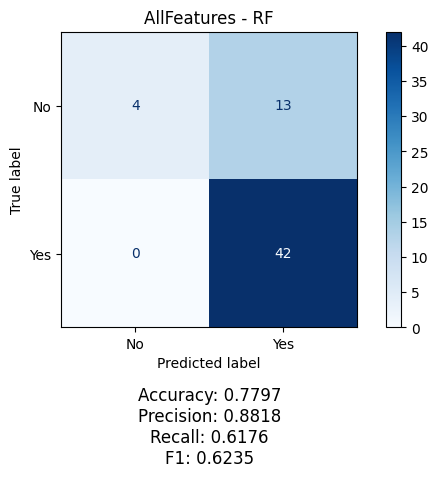 AllFeatures - RF
True label
No
4
13
Yes
0
42
No
Yes
Predicted label
40
35
30
25
20
15
10
5
0
Accuracy: 0.7797
Precision: 0.8818
Recall: 0.6176
F1: 0.6235